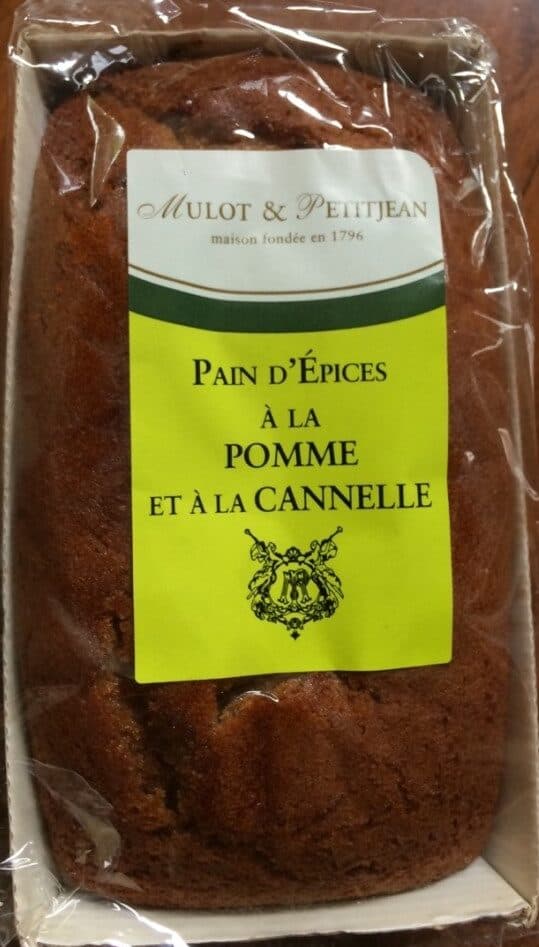 MULOT & PETITJEAN
maison fondée en 1796
PAIN D'ÉPICES
À LA
POMME
ET À LA CANNELLE